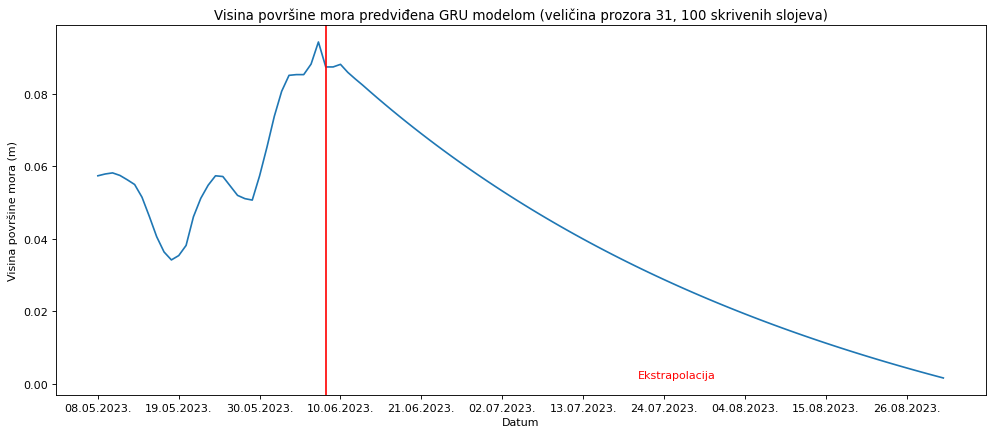 Visina površine mora predviđena GRU modelom (veličina prozora 31, 100 skrivenih slojeva)
Visina površine mora (m)
0.08
0.06
0.04
0.02
0.00
Ekstrapolacija
08.05.2023. 19.05.2023. 30.05.2023. 10.06.2023. 21.06.2023. 02.07.2023. 13.07.2023. 24.07.2023. 04.08.2023. 15.08.2023. 26.08.2023.
Datum